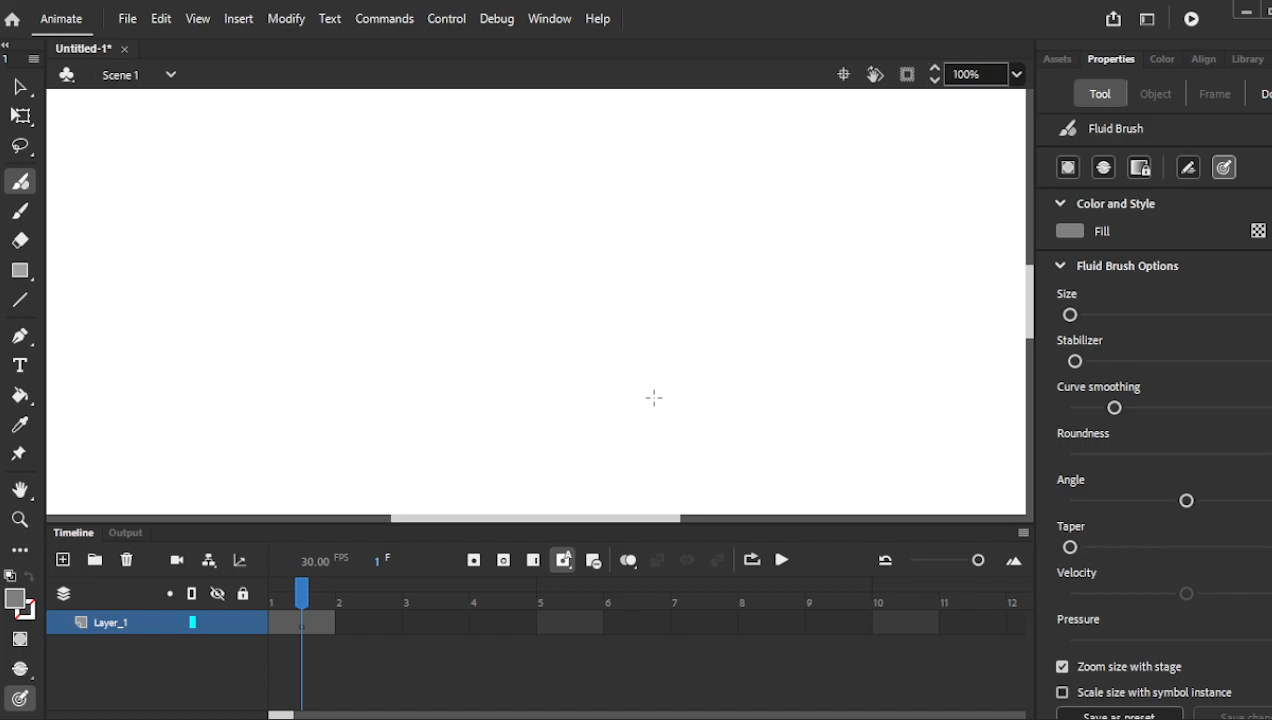 Animate File Edit View Insert Modify Text Commands Control Debug Window Help
Untitled-1* ×
1
Scene 1 100%
Assets Properties Color Align Library
Tool Object Frame
Fluid Brush
Color and Style
Fill
Fluid Brush Options
Size
Stabilizer
Curve smoothing
Roundness
Angle
Taper
Velocity
Pressure
Zoom size with stage
Scale size with symbol instance
Save as preset
Timeline Output
30.00 FPS 1 F
1 2 3 4 5 6 7 8 9 10 11 12
Layer_1